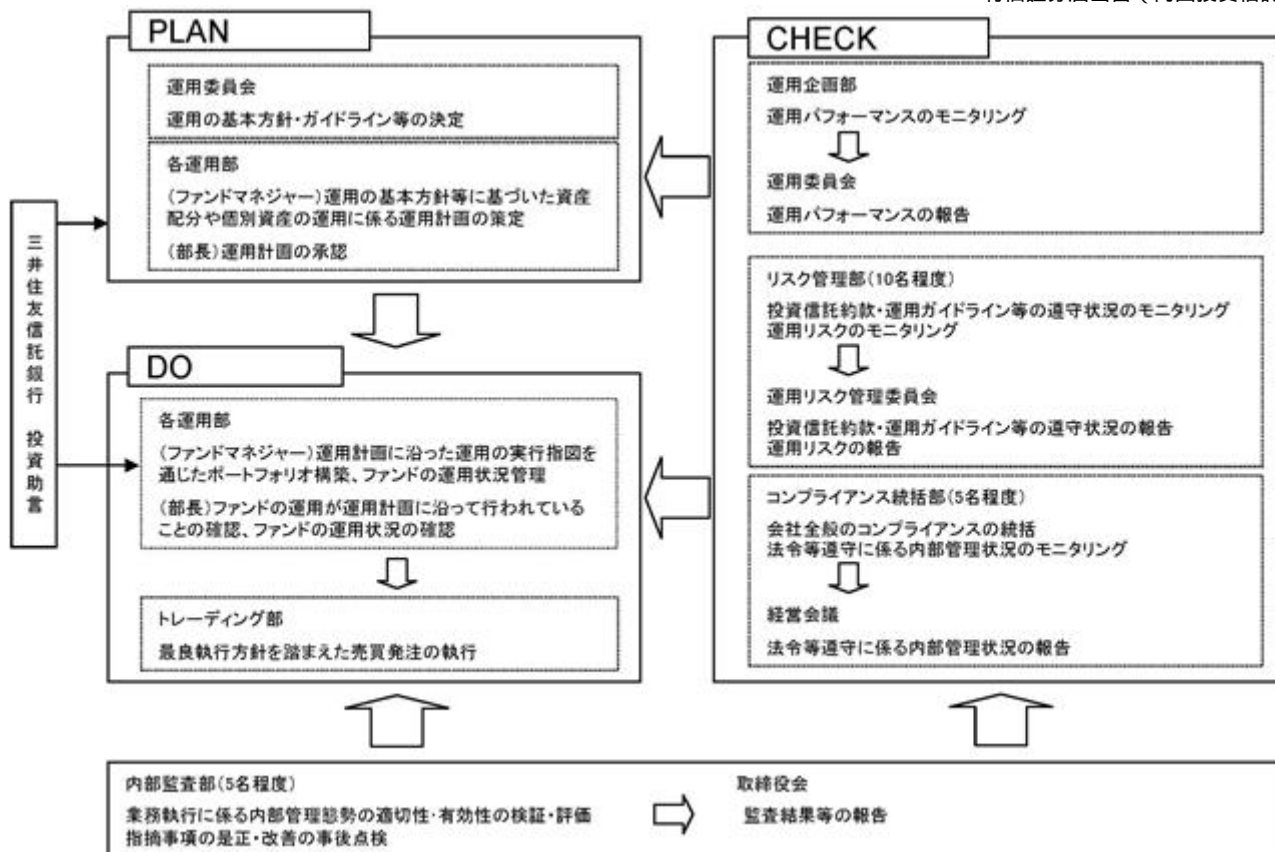 PLAN
運用委員会
運用の基本方針・ガイドライン等の決定
各運用部
(ファンドマネジャー)運用の基本方針等に基づいた資産
配分や個別資産の運用に係る運用計画の策定
(部長)運用計画の承認
三井住友信託銀行 投資助言
DO
各運用部
(ファンドマネジャー)運用計画に沿った運用の実行指図を
通じたポートフォリオ構築、ファンドの運用状況管理
(部長)ファンドの運用が運用計画に沿って行われている
ことの確認、ファンドの運用状況の確認
トレーディング部
最良執行方針を踏まえた売買発注の執行
CHECK
運用企画部
運用パフォーマンスのモニタリング
運用委員会
運用パフォーマンスの報告
リスク管理部(10名程度)
投資信託約款・運用ガイドライン等の遵守状況のモニタリング
運用リスクのモニタリング
運用リスク管理委員会
投資信託約款・運用ガイドライン等の遵守状況の報告
運用リスクの報告
コンプライアンス統括部(5名程度)
会社全般のコンプライアンスの統括
法令等遵守に係る内部管理状況のモニタリング
経営会議
法令等遵守に係る内部管理状況の報告
内部監査部(5名程度)
業務執行に係る内部管理態勢の適切性・有効性の検証・評価
指摘事項の是正・改善の事後点検
取締役会
監査結果等の報告